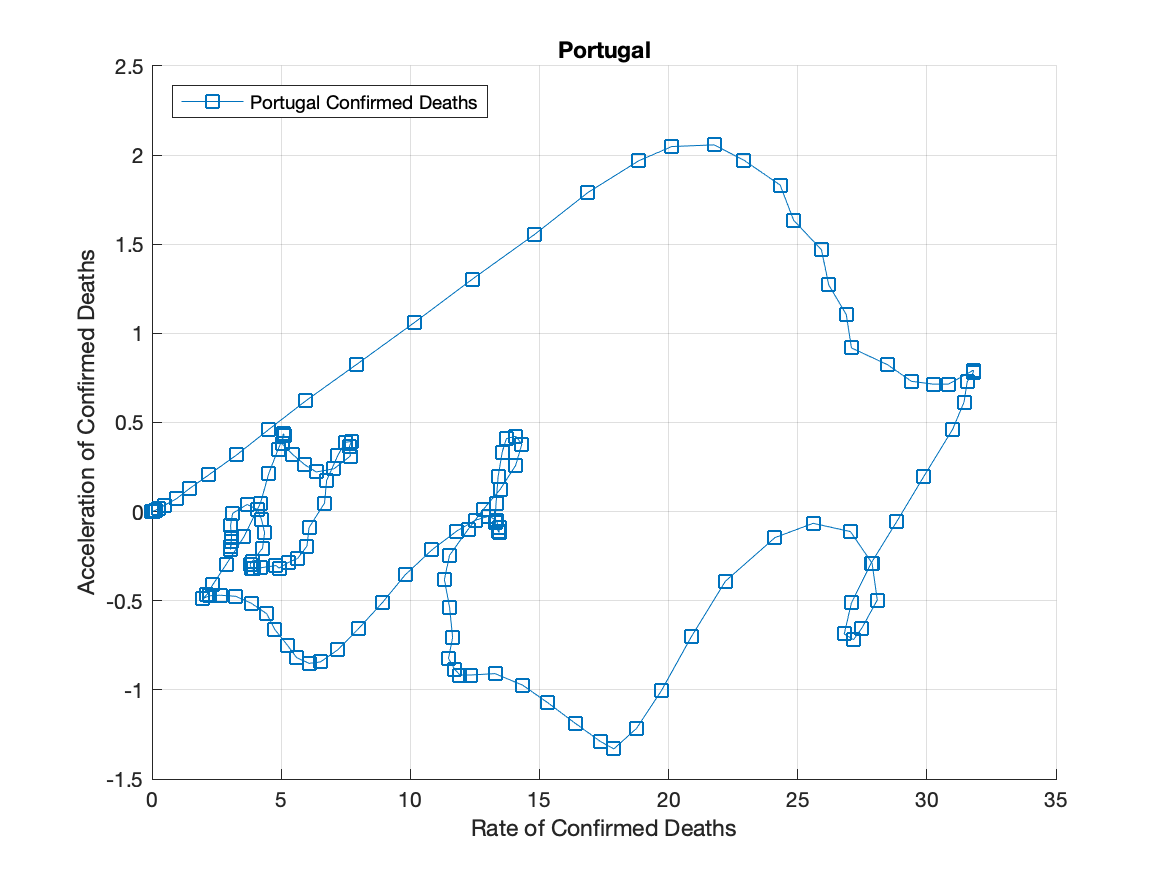 Portugal
Portugal Confirmed Deaths
2.5
2
1.5
1
0.5
0
-0.5
-1
-1.5
Acceleration of Confirmed Deaths
0 5 10 15 20 25 30 35
Rate of Confirmed Deaths